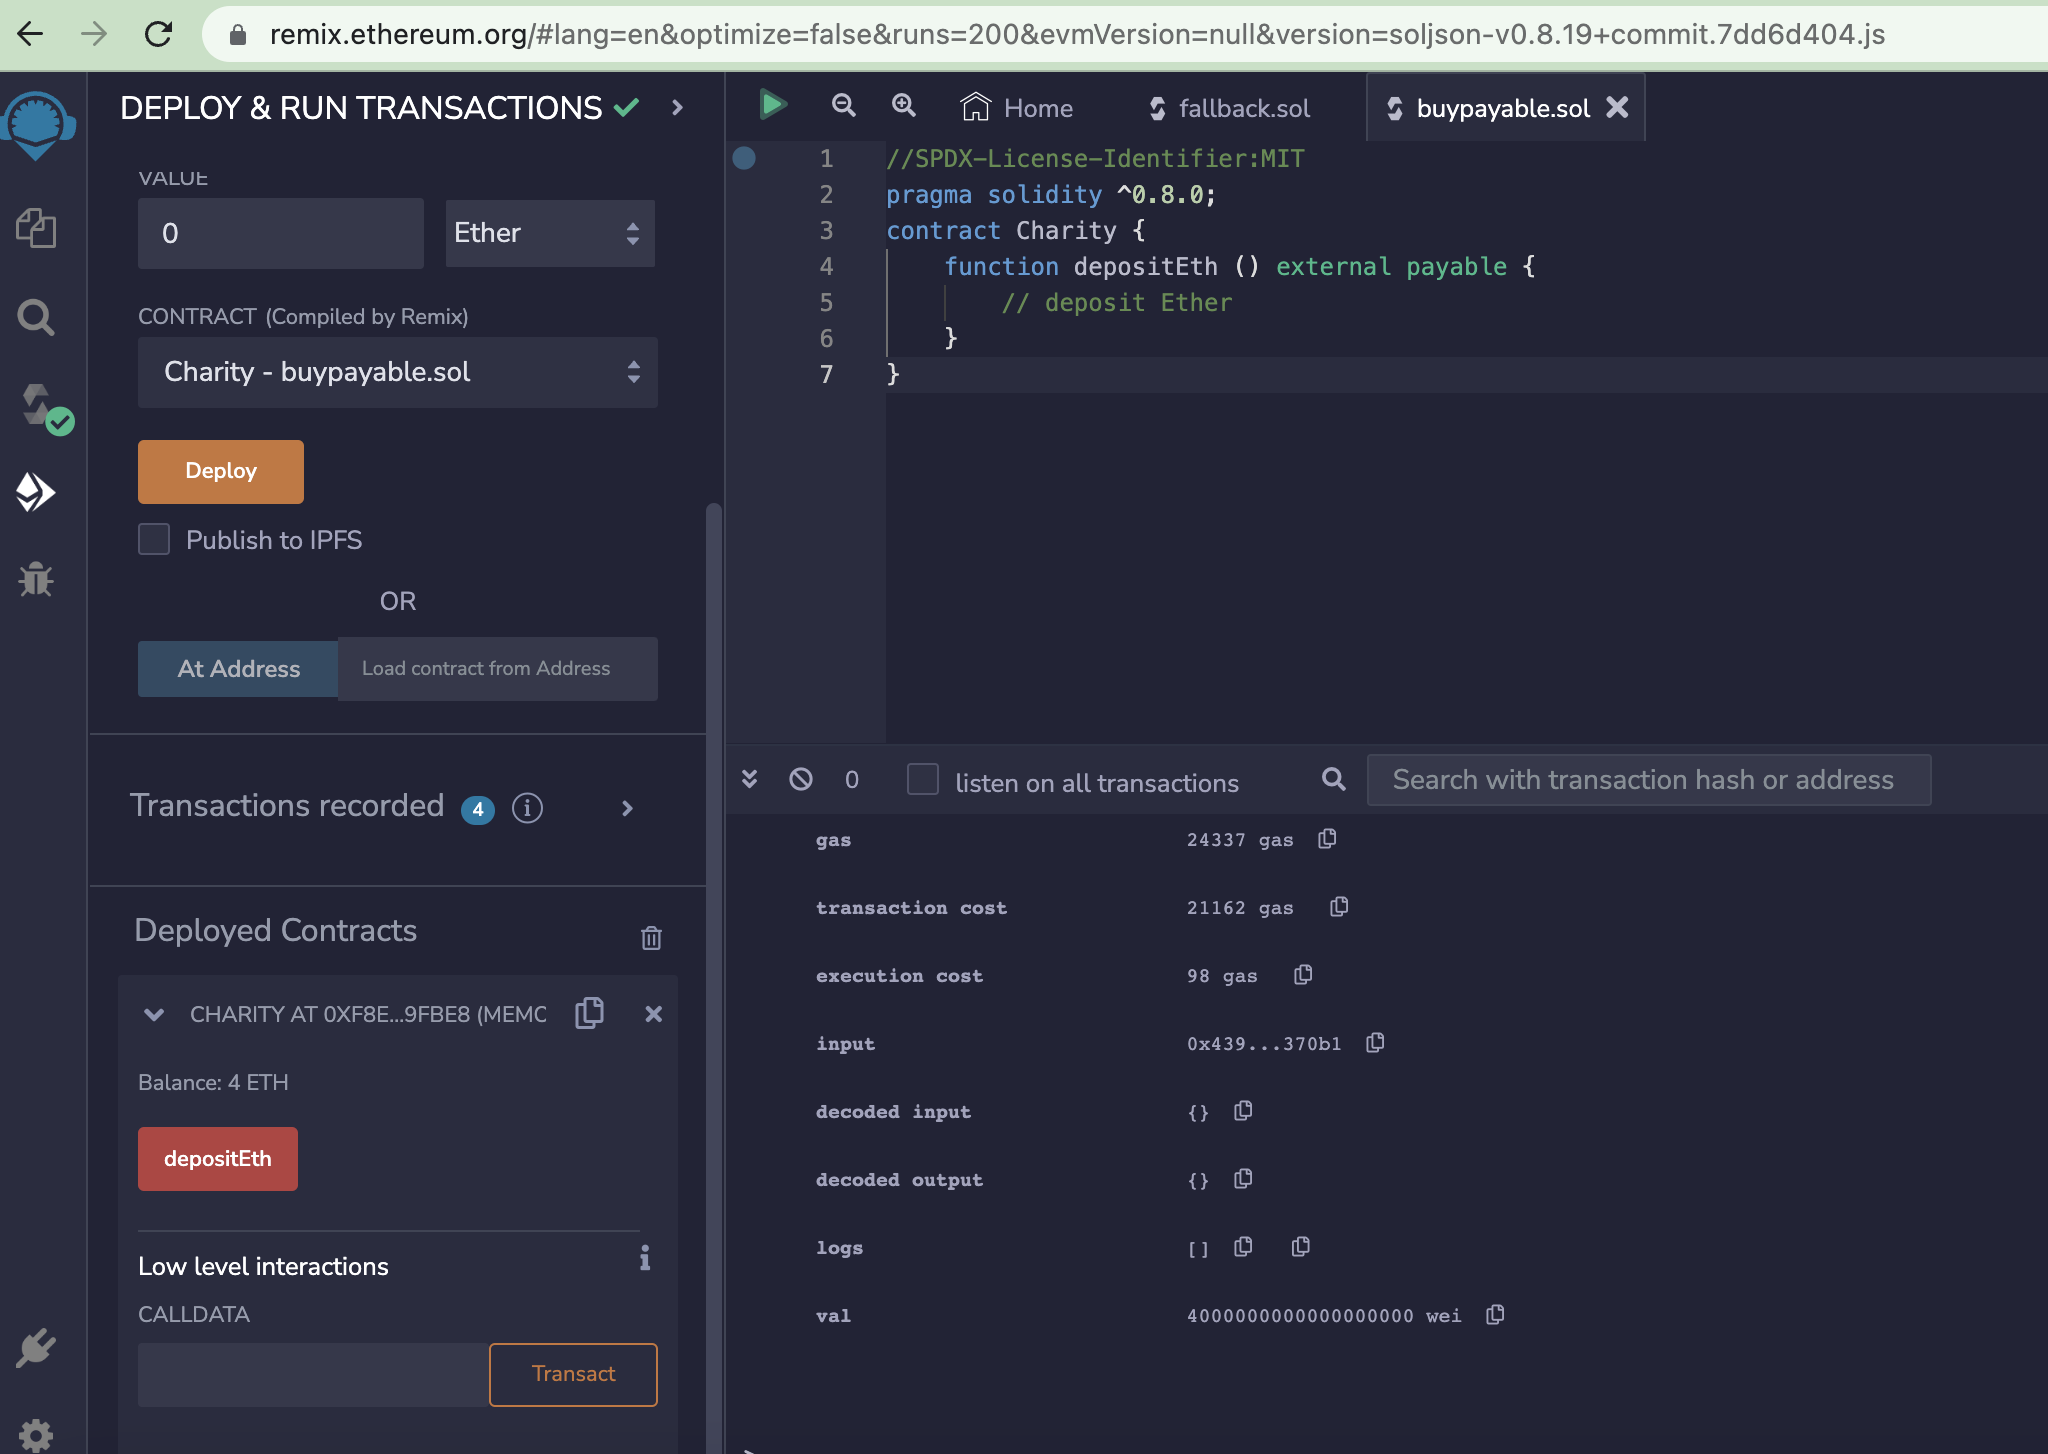 remix.ethereum.org/#lang=en&optimize=false&runs=200&evmVersion=null&version=soljson-v0.8.19+commit.7dd6d404.js
DEPLOY & RUN TRANSACTIONS
VALUE
0
Ether
CONTRACT (Compiled by Remix)
Charity - buypayable.sol
Deploy
Publish to IPFS
OR
At Address
Load contract from Address
Transactions recorded 4 i
Deployed Contracts
CHARITY AT 0XF8E...9FBE8 (MEMO
Balance: 4 ETH
depositEth
Low level interactions
i
CALLDATA
Transact
Home
fallback.sol
buypayable.sol
1 //SPDX-License-Identifier:MIT
2 pragma solidity ^0.8.0;
3 contract Charity {
4 function depositEth () external payable {
5 // deposit Ether
6 }
7 }
0
listen on all transactions
Search with transaction hash or address
gas 24337 gas
transaction cost 21162 gas
execution cost 98 gas
input 0x439...370b1
decoded input {}
decoded output {}
logs []
val 4000000000000000000 wei